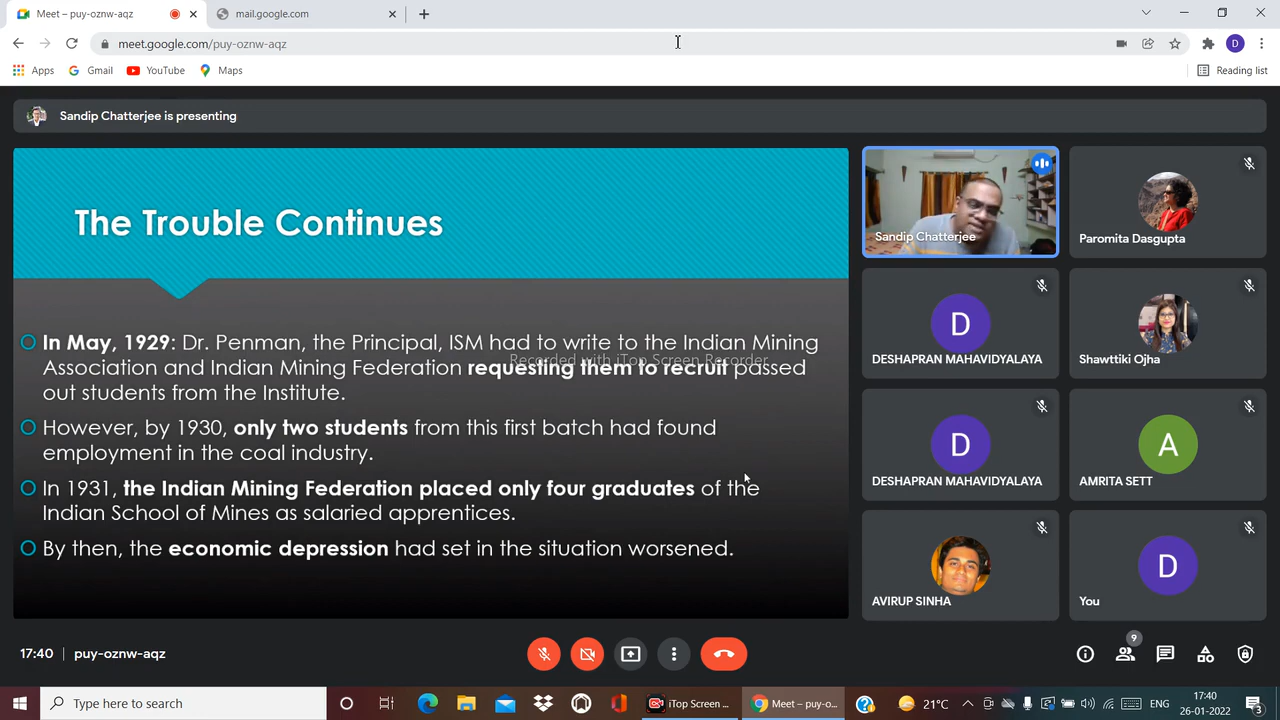 Meet – puy-oznw-aqz
mail.google.com
meet.google.com/puy-oznw-aqz
D
Apps
Gmail
YouTube
Maps
Reading list
Sandip Chatterjee is presenting
The Trouble Continues
In May, 1929: Dr. Penman, the Principal, ISM had to write to the Indian Mining
Association and Indian Mining Federation requesting them to recruit passed
out students from the Institute.
However, by 1930, only two students from this first batch had found
employment in the coal industry.
In 1931, the Indian Mining Federation placed only four graduates of the
Indian School of Mines as salaried apprentices.
By then, the economic depression had set in the situation worsened.
Recorded with iTop Screen Recorder
Sandip Chatterjee
Paromita Dasgupta
D
DESHAPRAN MAHAVIDYALAYA
Shawttiki Ojha
D
DESHAPRAN MAHAVIDYALAYA
A
AMRITA SETT
AVIRUP SINHA
D
You
17:40 | puy-oznw-aqz
9
Type here to search
iTop Screen ...
Meet – puy-o...
21°C
ENG
17:40
26-01-2022
3